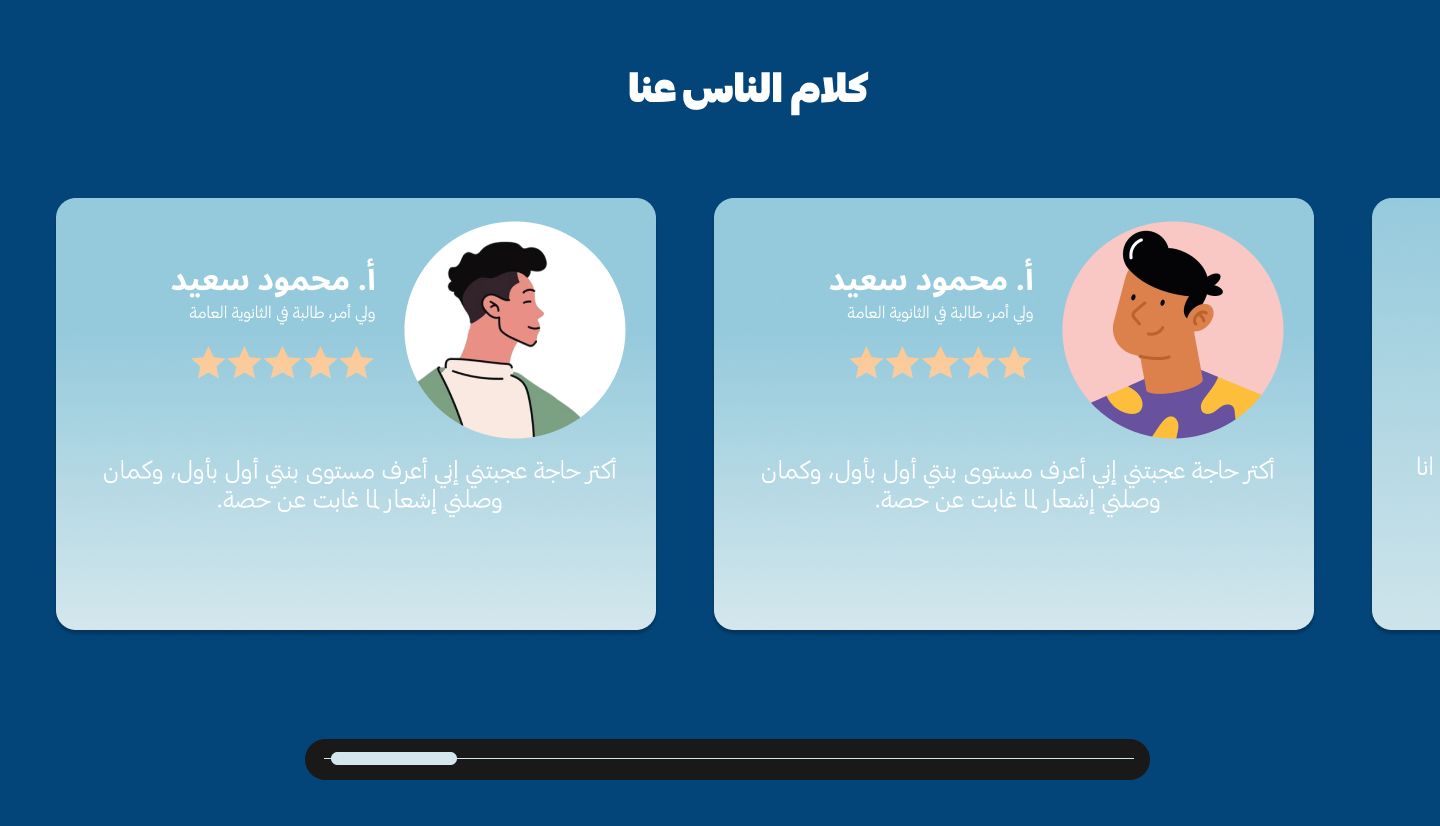 كلام الناس عنا
أ. محمود سعيد
ولي أمر، طالبة في الثانوية العامة
أكتر حاجة عجبتني إني أعرف مستوى بنتي أول بأول، وكمان
وصلني إشعار لما غابت عن حصة.
أ. محمود سعيد
ولي أمر، طالبة في الثانوية العامة
أكتر حاجة عجبتني إني أعرف مستوى بنتي أول بأول، وكمان
وصلني إشعار لما غابت عن حصة.
انا